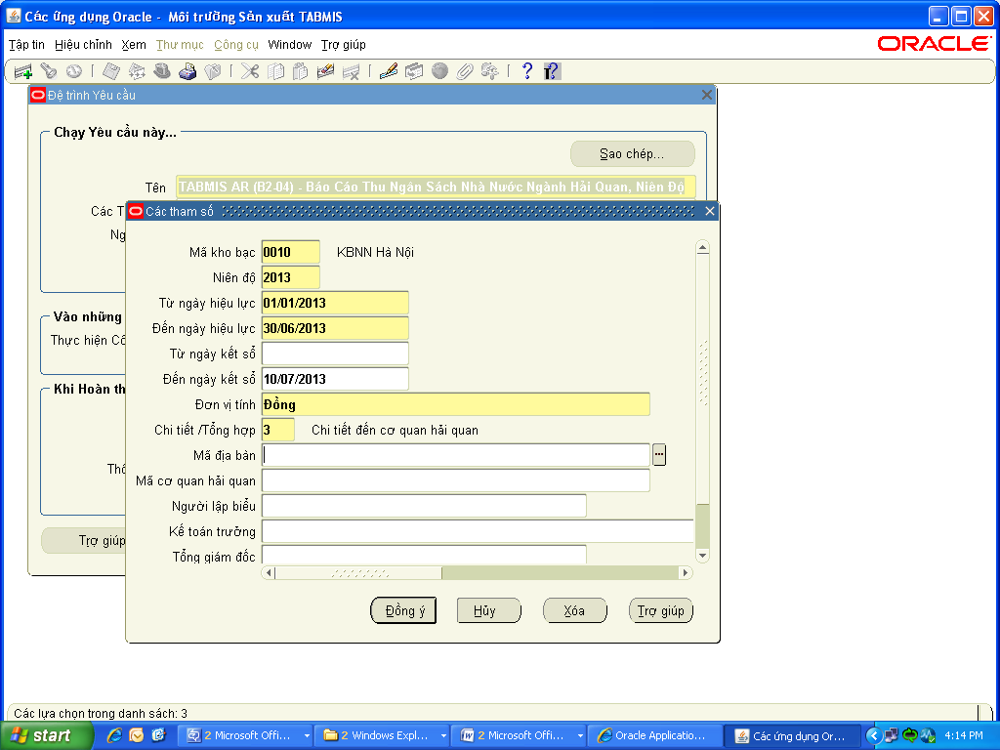 Các ứng dụng Oracle -  Môi trường Sản xuất TABMIS
Tập tin Hiệu chỉnh Xem Thư mục Công cụ Window Trợ giúp
ORACLE
Đệ trình Yêu cầu
Chạy Yêu cầu này...
Sao chép...
Tên TABMIS AR (B2-04) - Báo Cáo Thu Ngân Sách Nhà Nước Ngành Hải Quan, Niên Độ
Các T
Ng
Các tham số
Mã kho bạc 0010 KBNN Hà Nội
Niên độ 2013
Từ ngày hiệu lực 01/01/2013
Vào những
Đến ngày hiệu lực 30/06/2013
Thực hiện Cô
Từ ngày kết sổ
Đến ngày kết sổ 10/07/2013
Khi Hoàn th
Đơn vị tính Đồng
Chi tiết /Tổng hợp 3 Chi tiết đến cơ quan hải quan
Mã địa bàn ...
Thô
Mã cơ quan hải quan
Người lập biểu
Kế toán trưởng
Trợ giúp
Tổng giám đốc
Đồng ý Hủy Xóa Trợ giúp
Các lựa chọn trong danh sách: 3
start 2 Microsoft Offi... 2 Windows Expl... 2 Microsoft Offi... Oracle Applicatio... Các ứng dụng Or... 4:14 PM